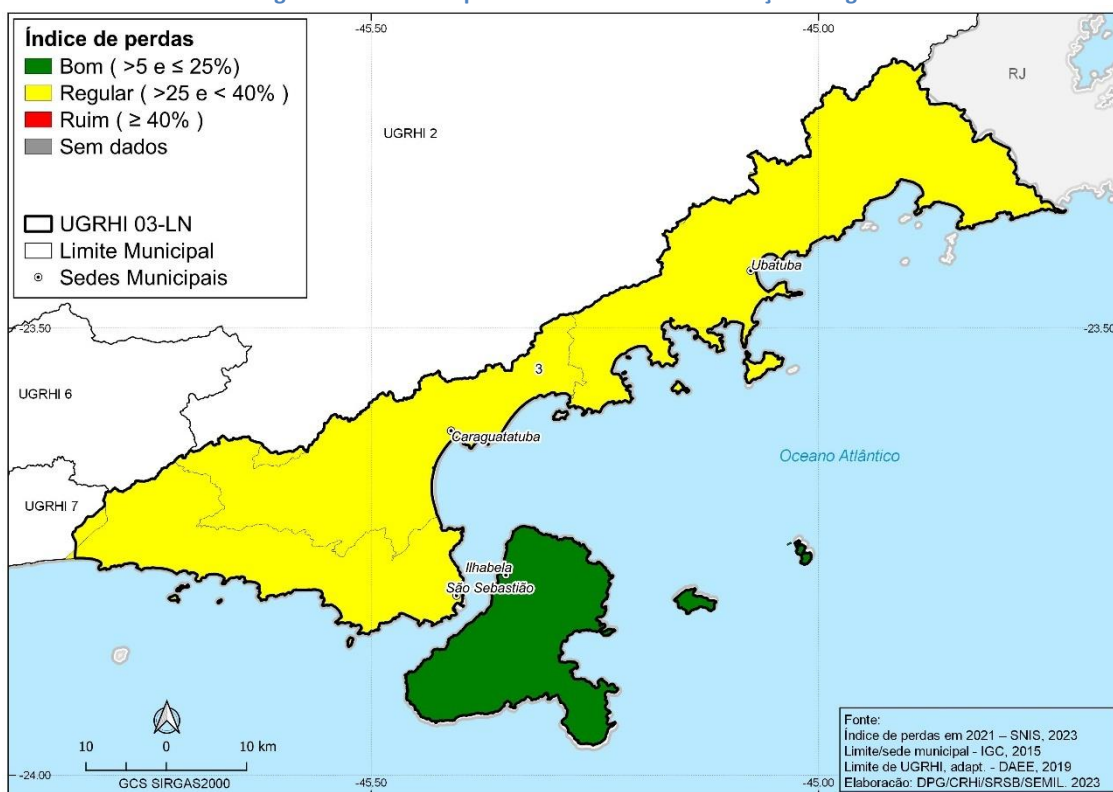 -45.50
-45.00
Índice de perdas
Bom ( >5 e ≤ 25%)
Regular ( >25 e < 40% )
Ruim ( ≥ 40% )
Sem dados
UGRHI 03-LN
Limite Municipal
Sedes Municipais
RJ
UGRHI 2
Ubatuba
-23.50
-23.50
3
UGRHI 6
Caraguatatuba
Oceano Atlântico
UGRHI 7
Ilhabela
São Sebastião
10 0 10 km
GCS SIRGAS2000
-24.00
-45.50
-45.00
Fonte:
Índice de perdas em 2021 – SNIS, 2023
Limite/sede municipal - IGC, 2015
Limite de UGRHI, adapt. - DAEE, 2019
Elaboração: DPG/CRHi/SRSB/SEMIL. 2023